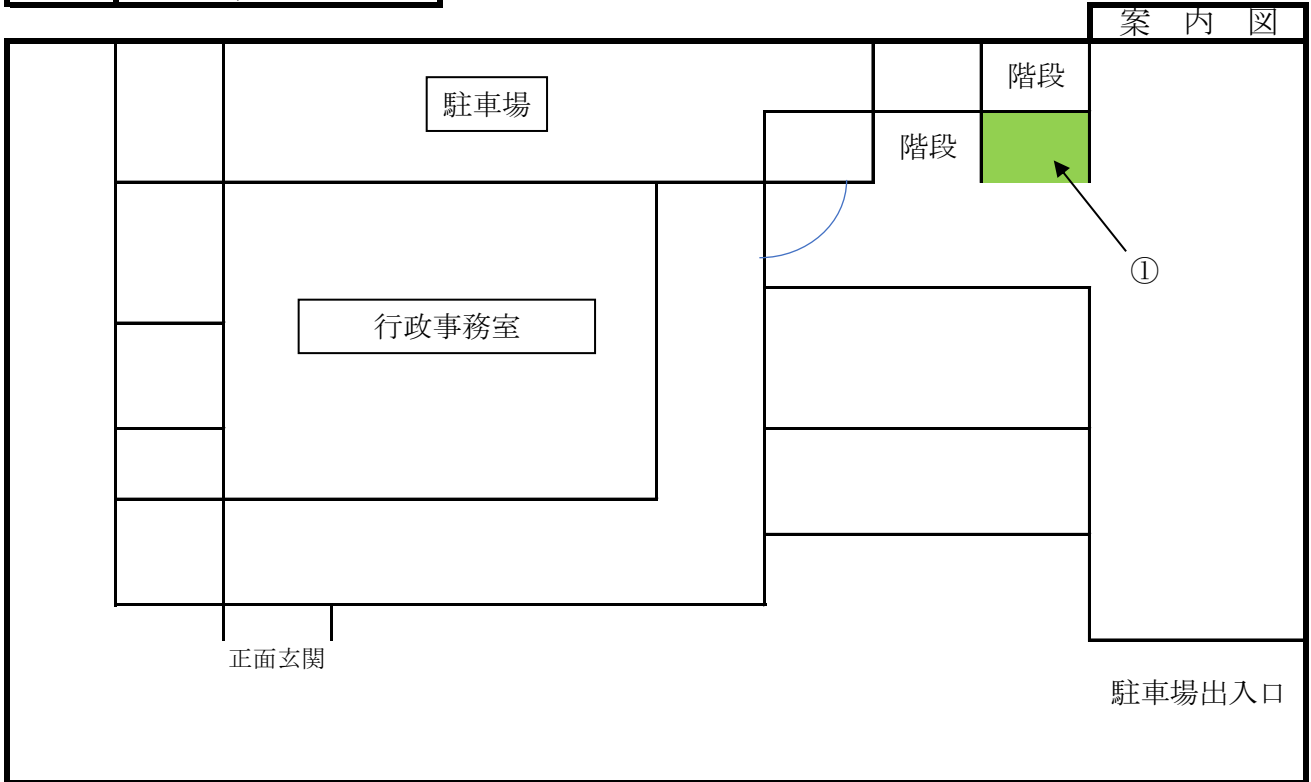 案　内　図
階段
駐車場
階段
①
行政事務室
正面玄関
駐車場出入口